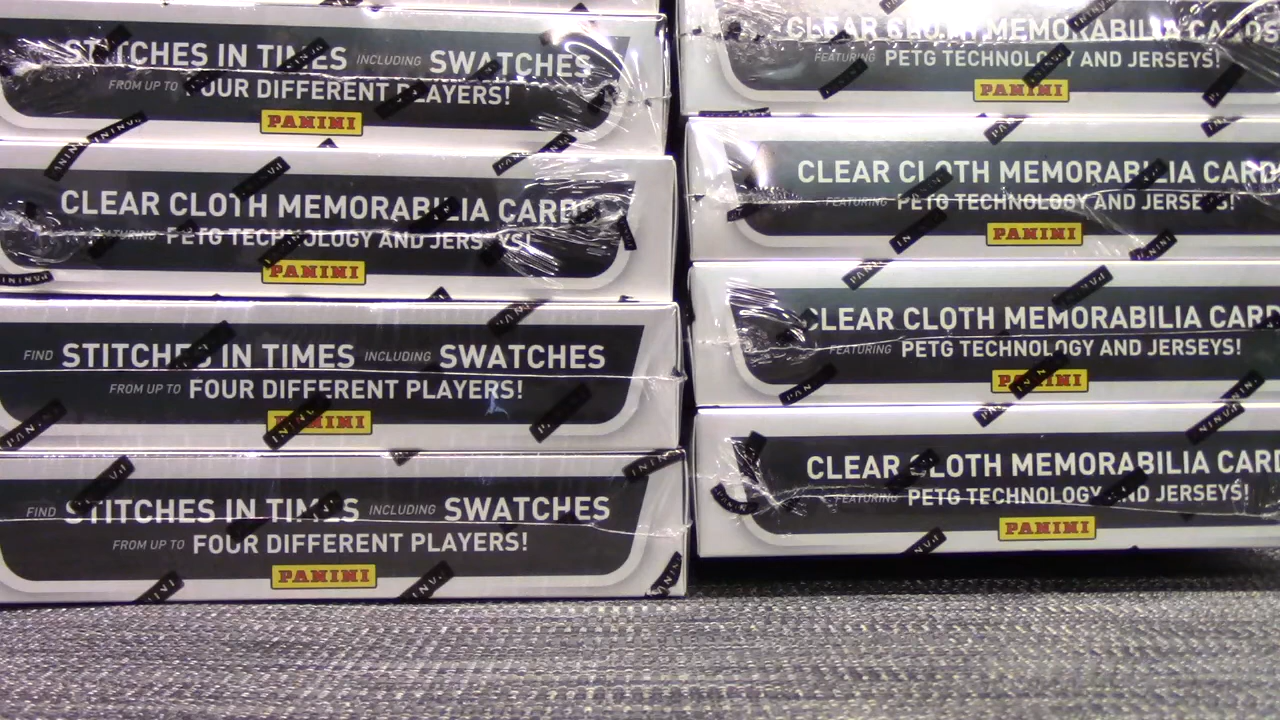 STITCHES IN TIMES INCLUDING SWATCHES
FROM UP TO FOUR DIFFERENT PLAYERS!
PANINI
CLEAR CLOTH MEMORABILIA CARDS
FEATURING PETG TECHNOLOGY AND JERSEYS!
PANINI
FIND STITCHES IN TIMES INCLUDING SWATCHES
FROM UP TO FOUR DIFFERENT PLAYERS!
PANINI
FIND STITCHES IN TIMES INCLUDING SWATCHES
FROM UP TO FOUR DIFFERENT PLAYERS!
PANINI
CLEAR CLOTH MEMORABILIA CARDS
FEATURING PETG TECHNOLOGY AND JERSEYS!
PANINI
CLEAR CLOTH MEMORABILIA CARD
FEATURING PETG TECHNOLOGY AND JERSEYS!
PANINI
CLEAR CLOTH MEMORABILIA CARD
FEATURING PETG TECHNOLOGY AND JERSEYS!
PANINI
CLEAR CLOTH MEMORABILIA CARD
FEATURING PETG TECHNOLOGY AND JERSEYS!
PANINI